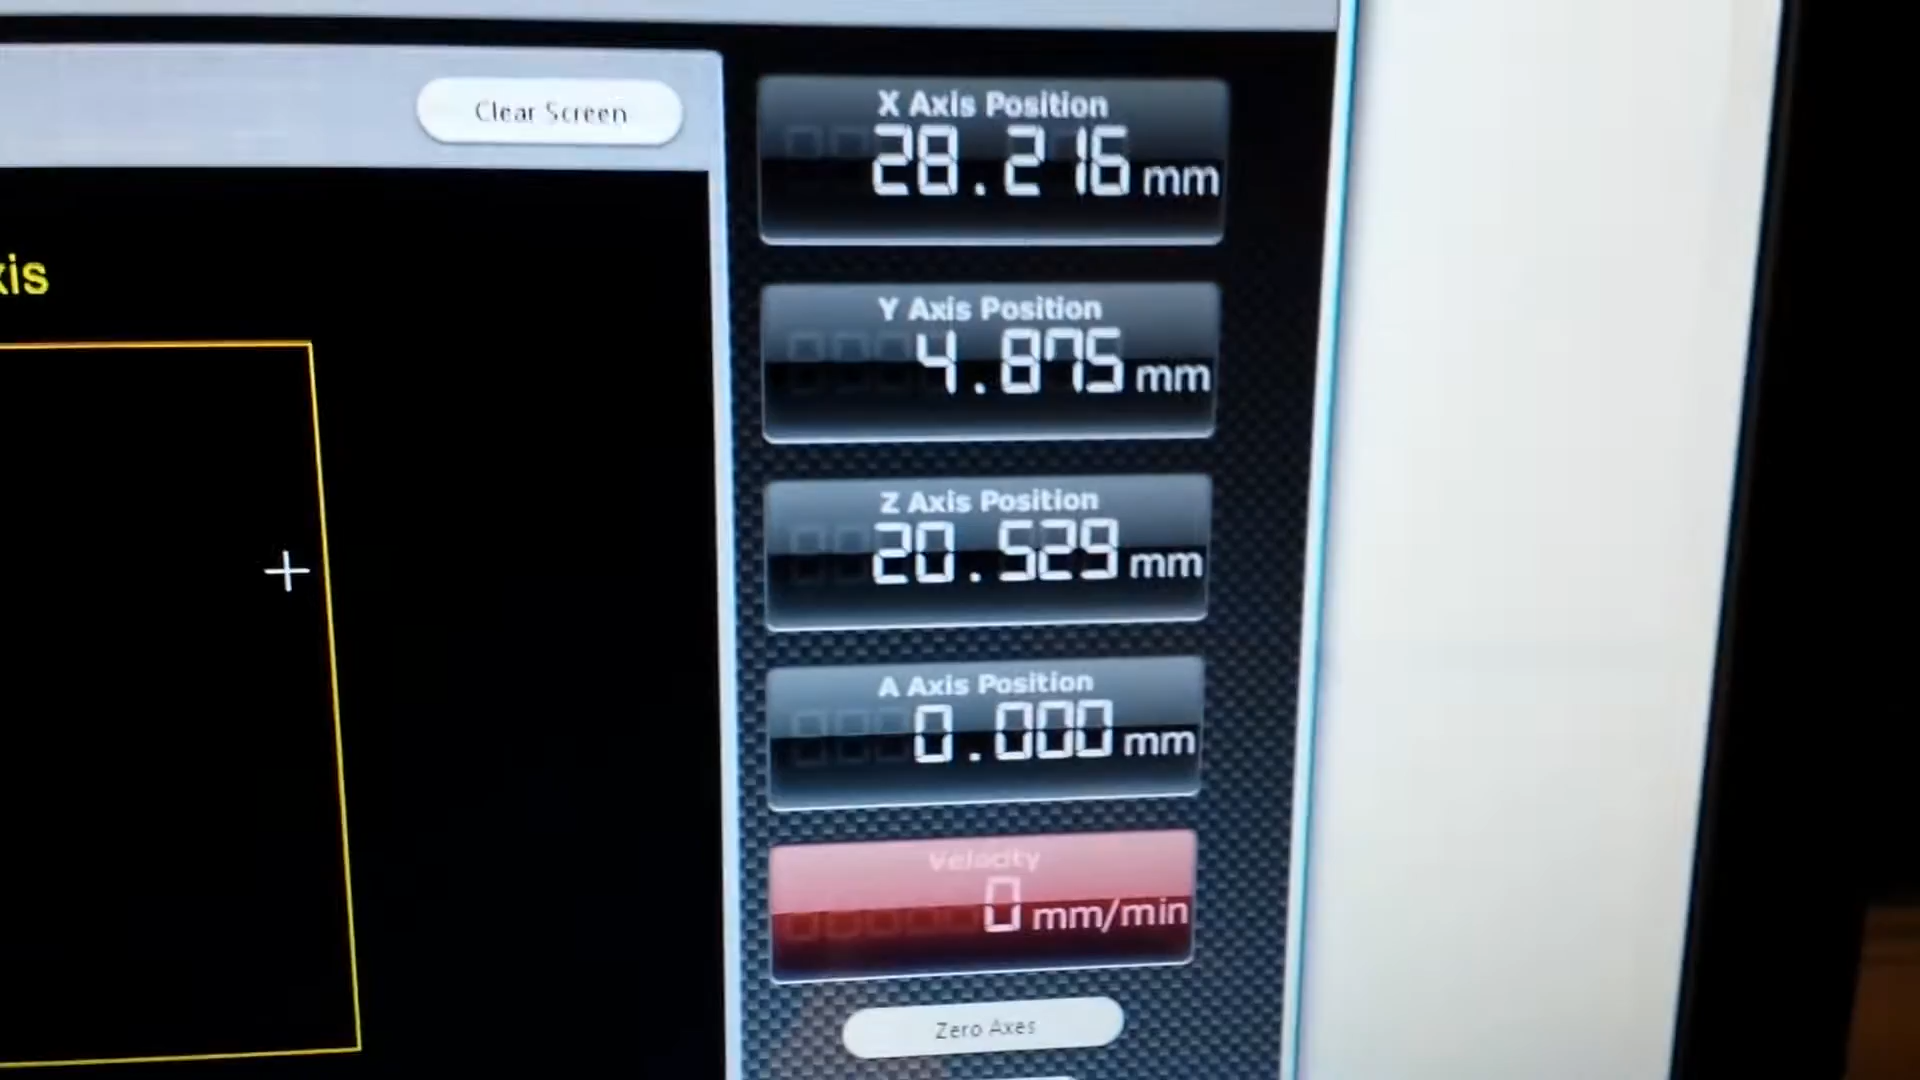 Clear Screen
xis
X Axis Position
28.216 mm
Y Axis Position
4.875 mm
Z Axis Position
20.529 mm
A Axis Position
0.000 mm
Velocity
0 mm/min
Zero Axes